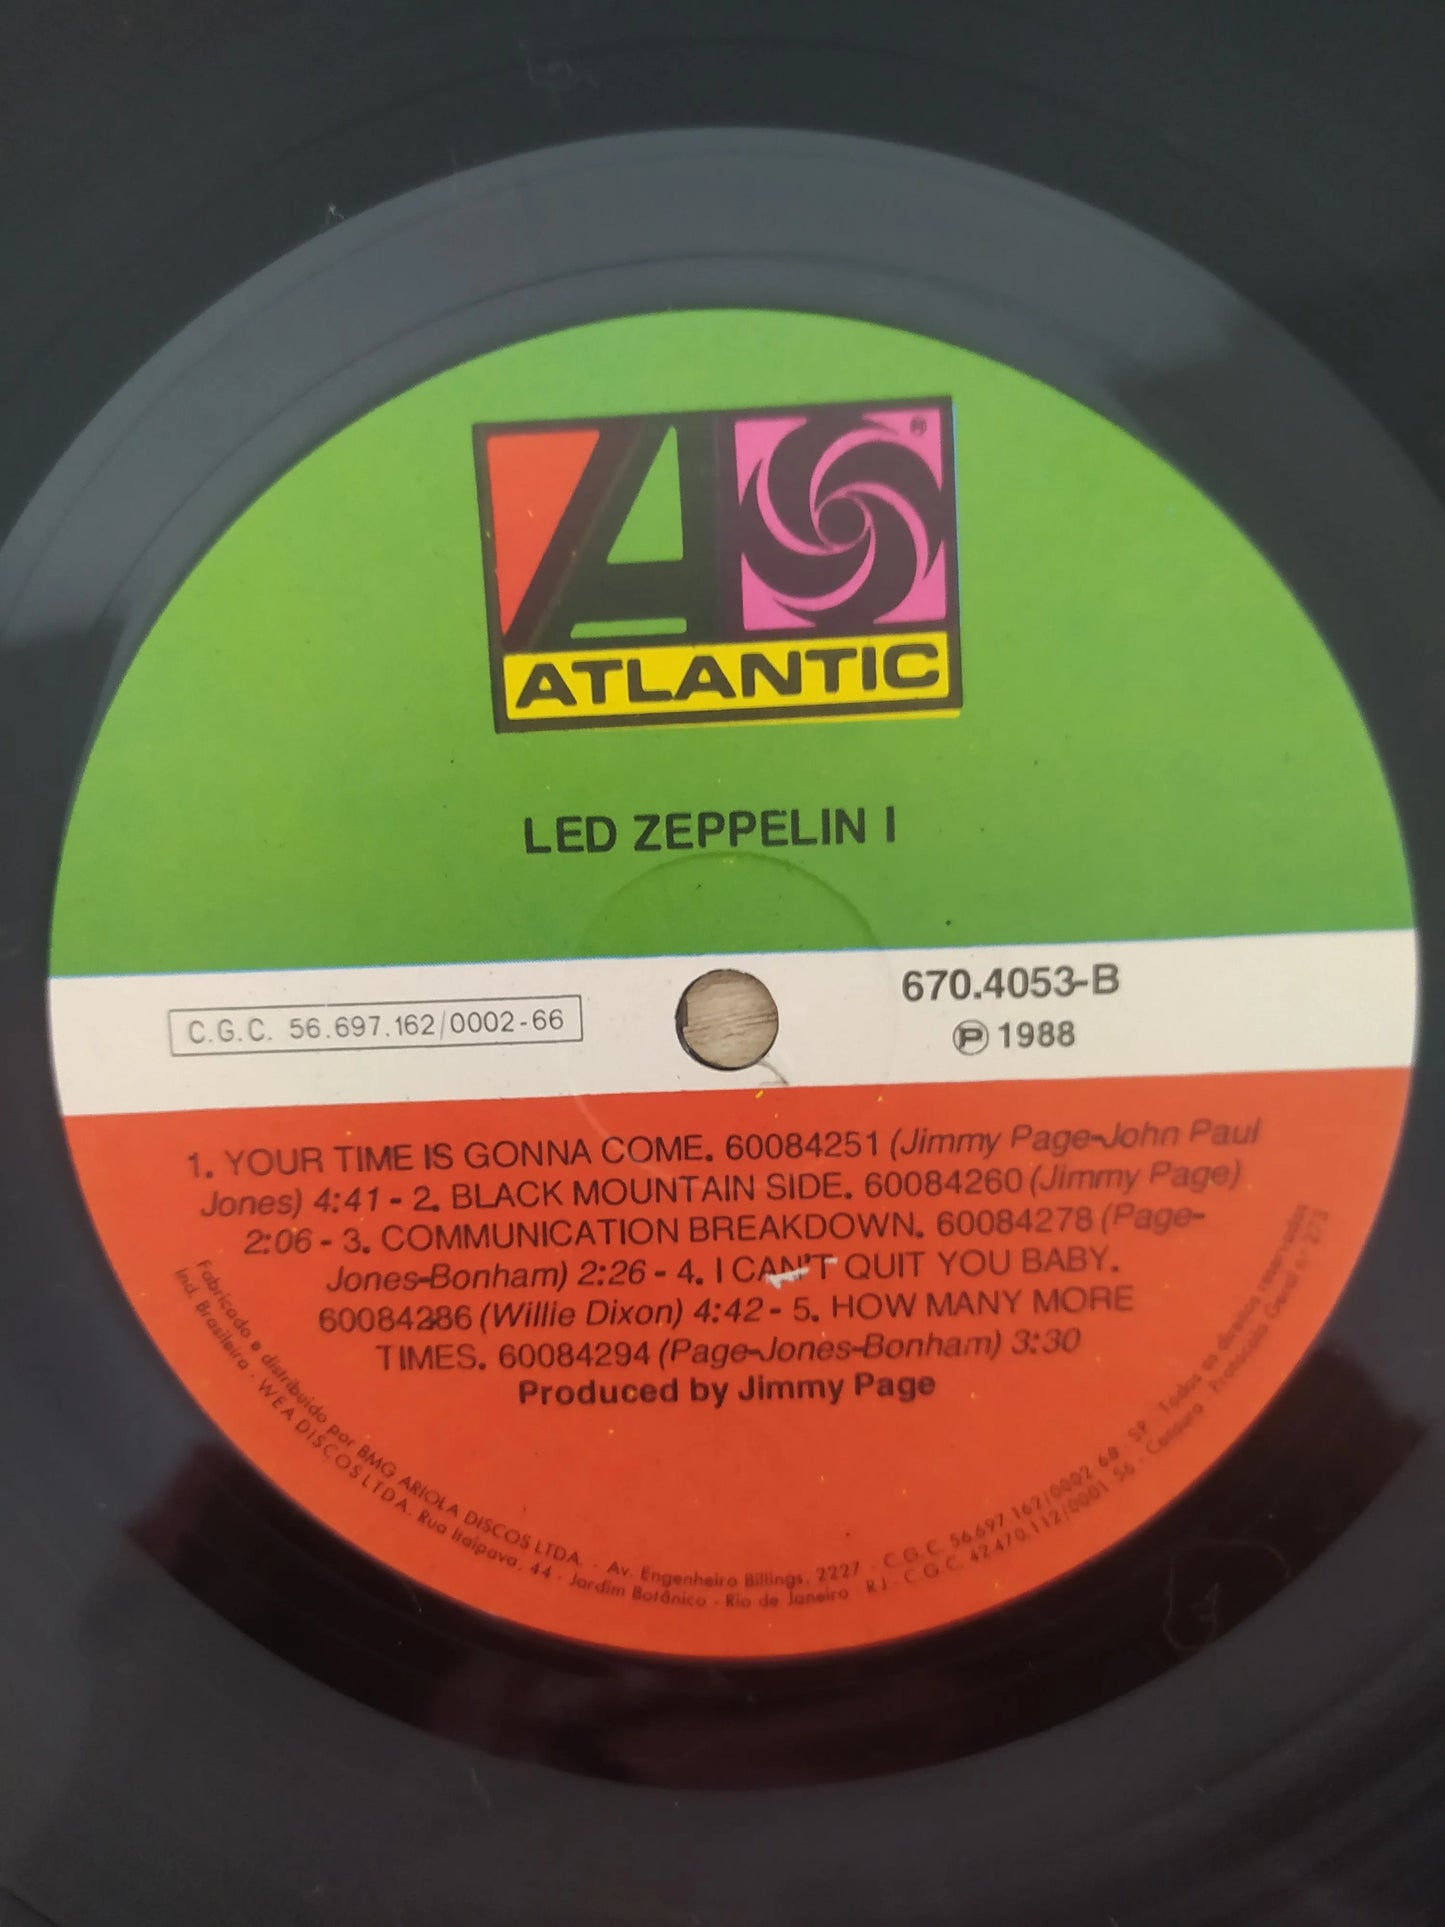 ®
ATLANTIC
LED ZEPPELIN I
C.G.C. 56.697.162/0002-66
670.4053-B
℗ 1988
1. YOUR TIME IS GONNA COME. 60084251 (Jimmy Page-John Paul
Jones) 4:41 - 2. BLACK MOUNTAIN SIDE. 60084260 (Jimmy Page)
2:06 - 3. COMMUNICATION BREAKDOWN. 60084278 (Page-
Jones-Bonham) 2:26 - 4. I CAN'T QUIT YOU BABY.
60084286 (Willie Dixon) 4:42 - 5. HOW MANY MORE
TIMES. 60084294 (Page-Jones-Bonham) 3:30
Produced by Jimmy Page
Fabricado e distribuído por BMG ARIOLA DISCOS LTDA. - Av. Engenheiro Billings, 2227 - C.G.C. 56.697.162/0002 66 SP - Todos os direitos reservados
Ind. Brasileira - WEA DISCOS LTDA. Rua Itaipava, 44 - Jardim Botânico - Rio de Janeiro RJ - C G.C. 42.470.112/0001 56 - Censura - Protocolo Geral nº 273